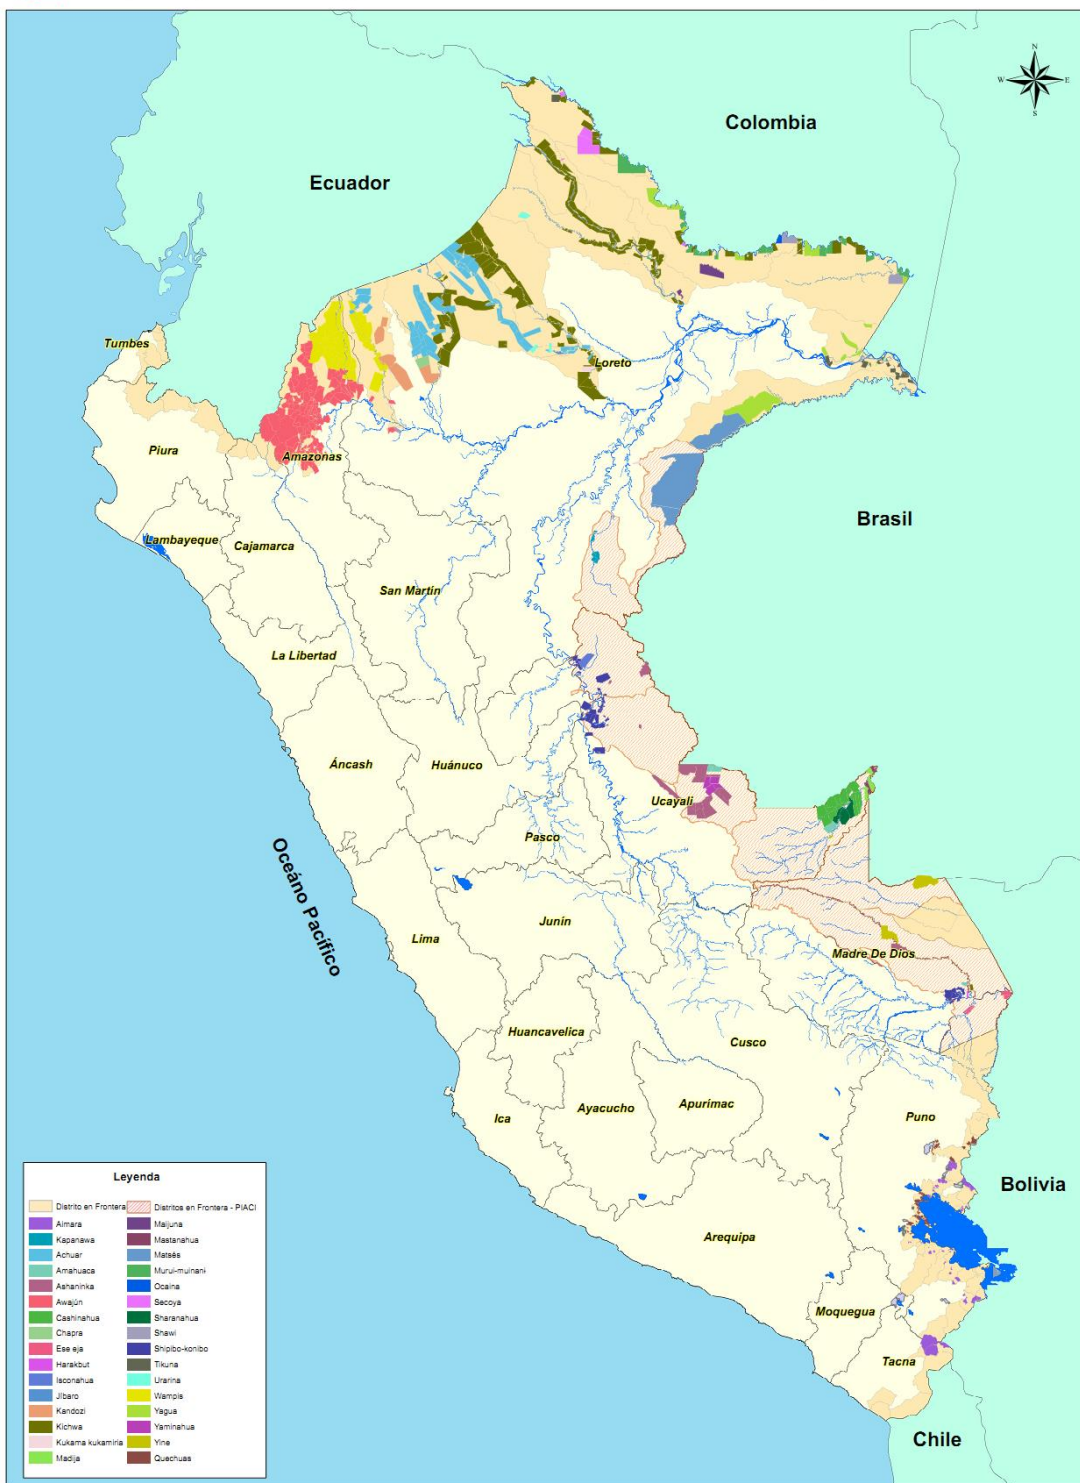 N
W
E
S
Colombia
Ecuador
Tumbes
Loreto
Piura
Amazonas
Brasil
Lambayeque
Cajamarca
San Martín
La Libertad
Áncash
Huánuco
Ucayali
Pasco
Océano Pacífico
Junín
Lima
Madre De Dios
Huancavelica
Cusco
Ayacucho
Apurímac
Ica
Puno
Bolivia
Arequipa
Moquegua
Tacna
Chile
Leyenda
Distrito en Frontera
Distritos en Frontera - PIACI
Aimara
Maijuna
Kapanawa
Mastanahua
Achuar
Matsés
Amahuaca
Murui-muinani
Ashaninka
Ocaina
Awajún
Secoya
Cashinahua
Sharanahua
Chapra
Shawi
Ese eja
Shipibo-konibo
Harakbut
Tikuna
Isconahua
Urarina
Jíbaro
Wampis
Kandozi
Yagua
Kichwa
Yaminahua
Kukama kukamiria
Yine
Madija
Quechuas